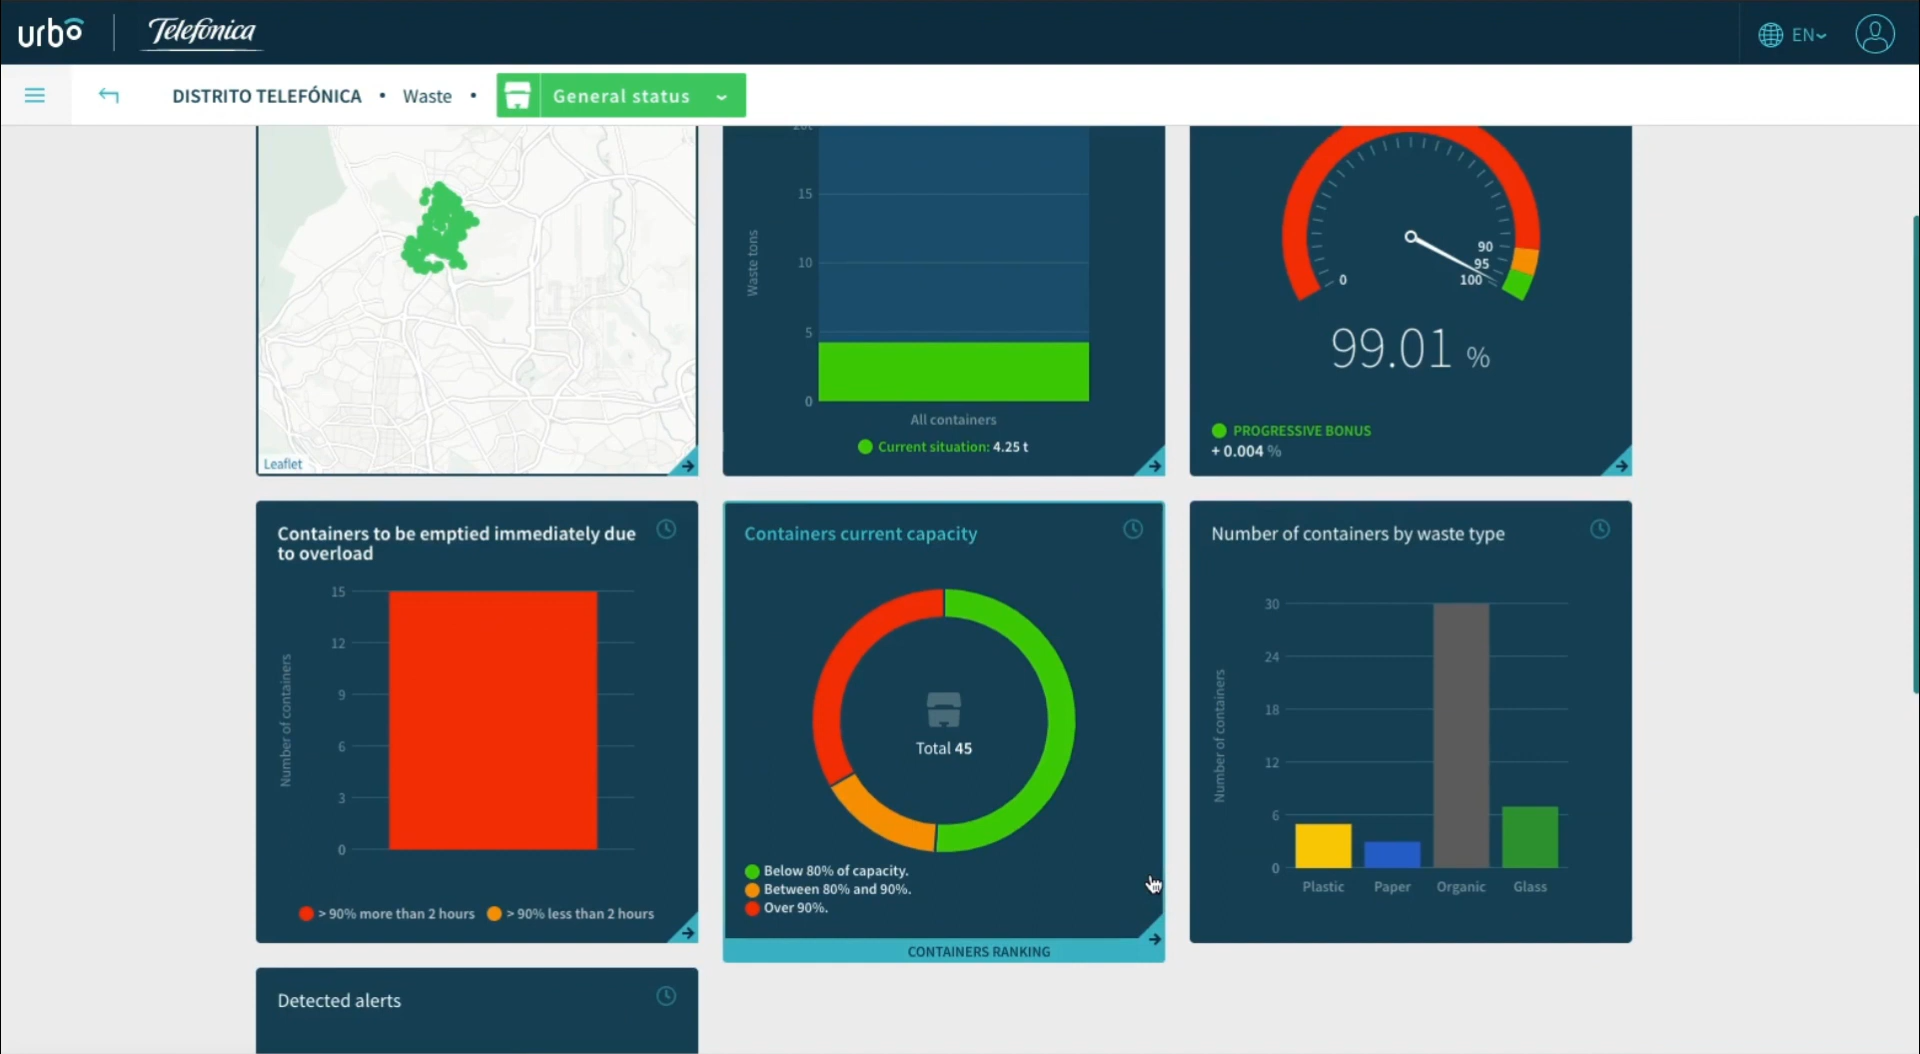 urbo
Telefónica
EN
DISTRITO TELEFÓNICA • Waste • General status
Leaflet
15
10
5
0
Waste tons
All containers
Current situation: 4.25 t
0
90
95
100
99.01 %
PROGRESSIVE BONUS
+ 0.004 %
Containers to be emptied immediately due
to overload
15
12
9
6
3
0
Number of containers
> 90% more than 2 hours > 90% less than 2 hours
Containers current capacity
Total 45
Below 80% of capacity.
Between 80% and 90%.
Over 90%.
CONTAINERS RANKING
Number of containers by waste type
30
24
18
12
6
0
Number of containers
Plastic Paper Organic Glass
Detected alerts